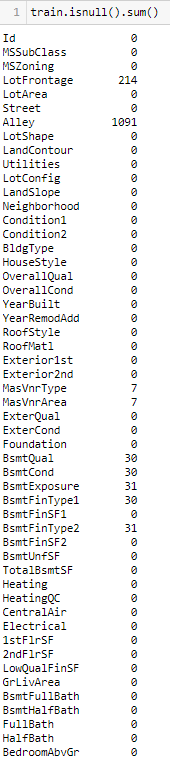 1 train.isnull().sum()
Id 0
MSSubClass 0
MSZoning 0
LotFrontage 214
LotArea 0
Street 0
Alley 1091
LotShape 0
LandContour 0
Utilities 0
LotConfig 0
LandSlope 0
Neighborhood 0
Condition1 0
Condition2 0
BldgType 0
HouseStyle 0
OverallQual 0
OverallCond 0
YearBuilt 0
YearRemodAdd 0
RoofStyle 0
RoofMatl 0
Exterior1st 0
Exterior2nd 0
MasVnrType 7
MasVnrArea 7
ExterQual 0
ExterCond 0
Foundation 0
BsmtQual 30
BsmtCond 30
BsmtExposure 31
BsmtFinType1 30
BsmtFinSF1 0
BsmtFinType2 31
BsmtFinSF2 0
BsmtUnfSF 0
TotalBsmtSF 0
Heating 0
HeatingQC 0
CentralAir 0
Electrical 0
1stFlrSF 0
2ndFlrSF 0
LowQualFinSF 0
GrLivArea 0
BsmtFullBath 0
BsmtHalfBath 0
FullBath 0
HalfBath 0
BedroomAbvGr 0